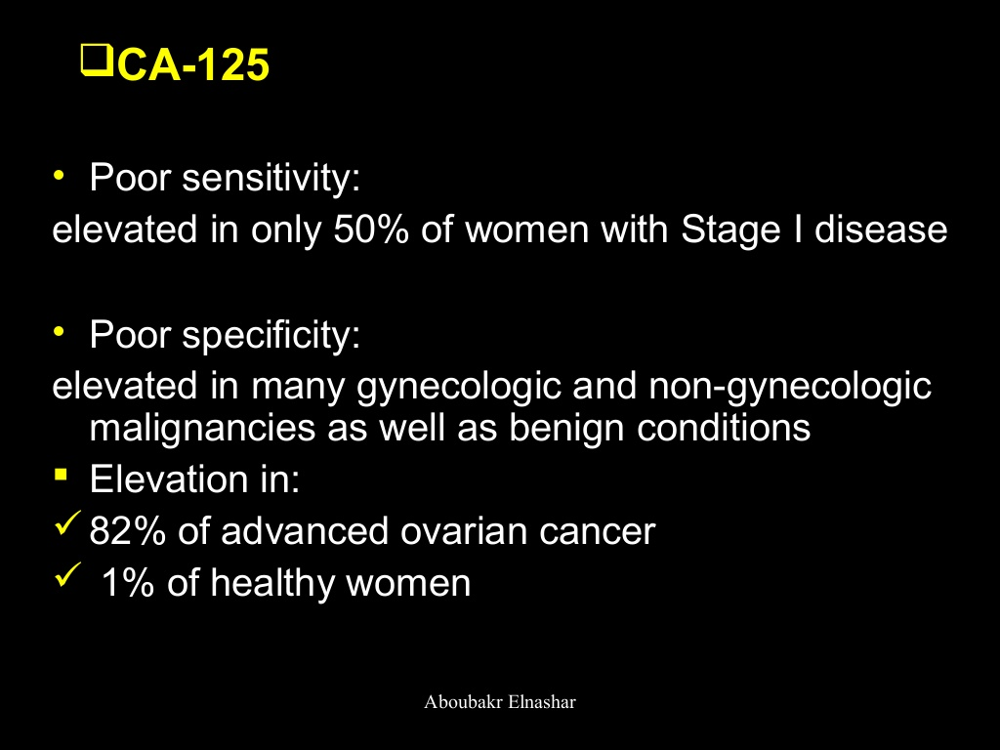 ❑CA-125
• Poor sensitivity:
elevated in only 50% of women with Stage I disease
• Poor specificity:
elevated in many gynecologic and non-gynecologic
malignancies as well as benign conditions
▪ Elevation in:
✓ 82% of advanced ovarian cancer
✓ 1% of healthy women
Aboubakr Elnashar